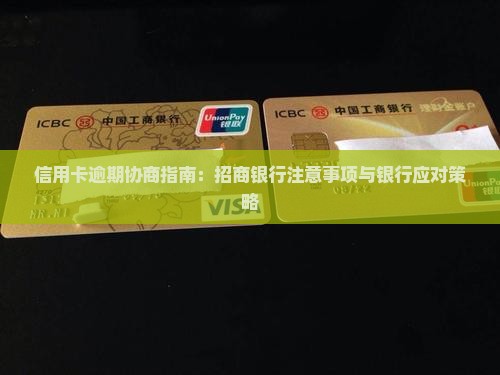 ICBC 中国工商银行
UnionPay
银联
ICBC 中国工商银行 理财金账户
UnionPay
银联
信用卡逾期协商指南：招商银行注意事项与银行应对策
略
VISA